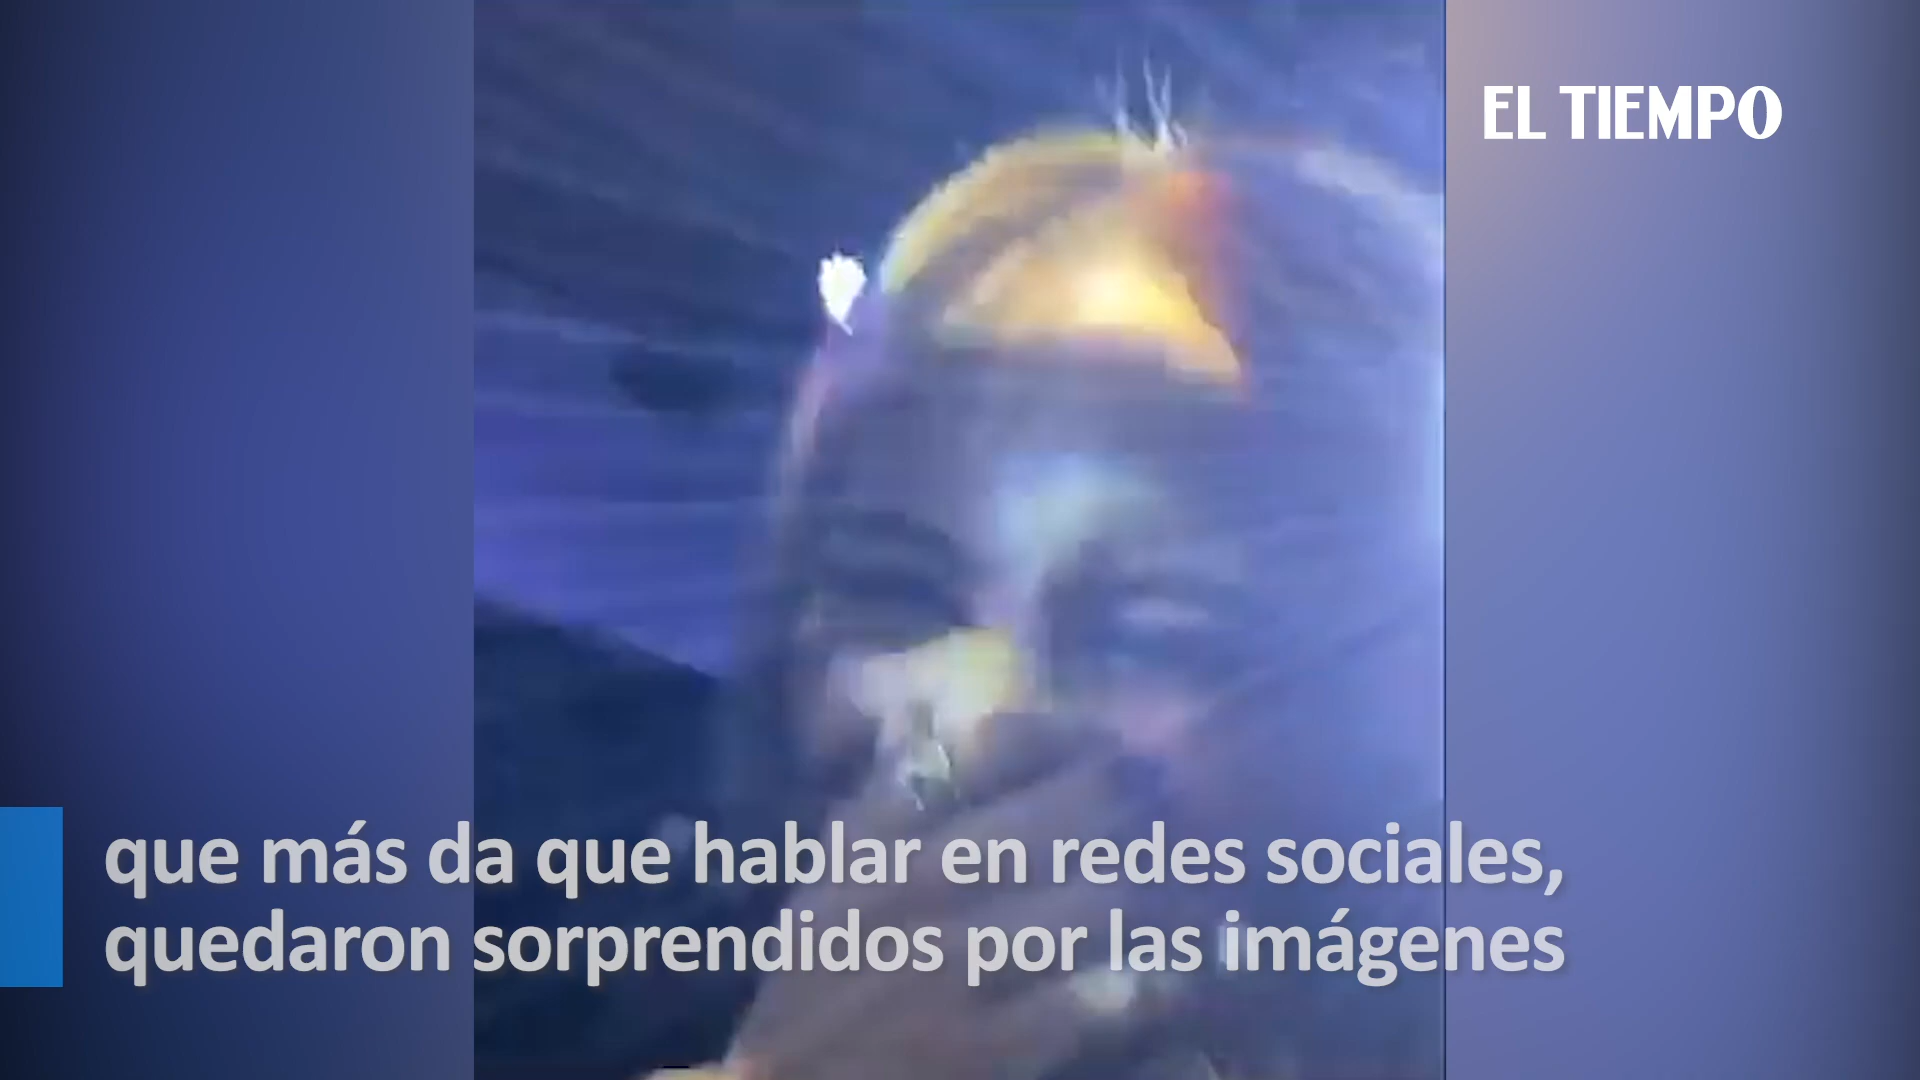 EL TIEMPO
que más da que hablar en redes sociales,
quedaron sorprendidos por las imágenes